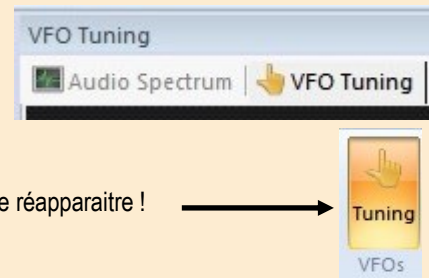 VFO Tuning
Audio Spectrum VFO Tuning
e réapparaitre !
Tuning
VFOs